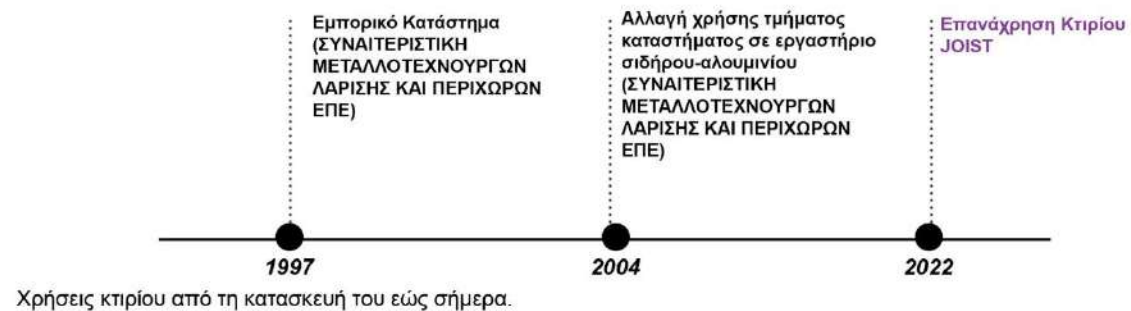 Εμπορικό Κατάστημα
(ΣΥΝΑΙΤΕΡΙΣΤΙΚΗ
ΜΕΤΑΛΛΟΤΕΧΝΟΥΡΓΩΝ
ΛΑΡΙΣΗΣ ΚΑΙ ΠΕΡΙΧΩΡΩΝ
ΕΠΕ)
Αλλαγή χρήσης τμήματος
καταστήματος σε εργαστήριο
σιδήρου-αλουμινίου
(ΣΥΝΑΙΤΕΡΙΣΤΙΚΗ
ΜΕΤΑΛΛΟΤΕΧΝΟΥΡΓΩΝ
ΛΑΡΙΣΗΣ ΚΑΙ ΠΕΡΙΧΩΡΩΝ
ΕΠΕ)
Επανάχρηση Κτιρίου
JOIST
1997
2004
2022
Χρήσεις κτιρίου από τη κατασκευή του εώς σήμερα.